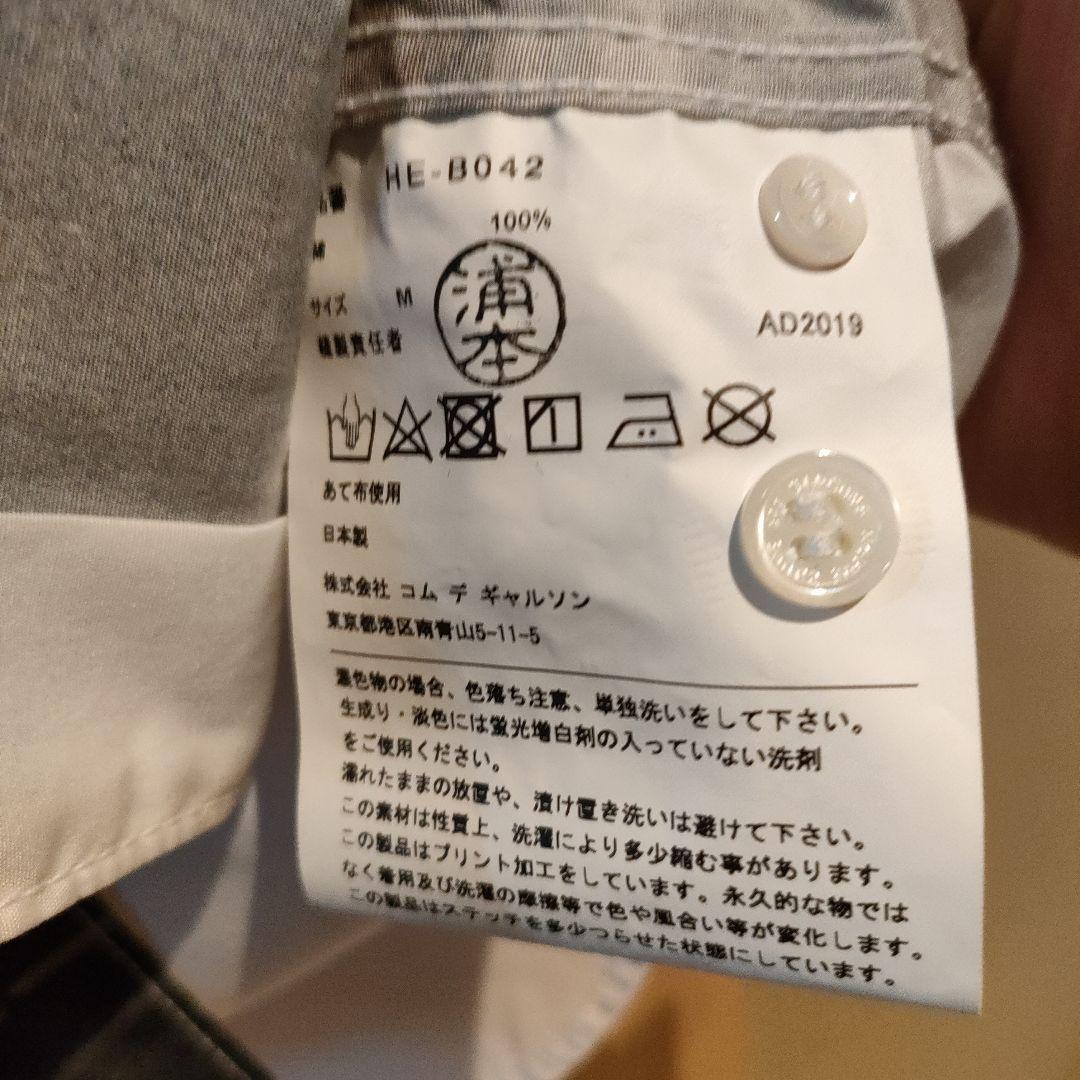 HE-B042
100%
サイズ M
縫製責任者
浦本
AD2019
あて布使用
日本製
株式会社 コム デ ギャルソン
東京都港区南青山5-11-5
濃色物の場合、色落ち注意、単独洗いをして下さい。
生成り・淡色には蛍光増白剤の入っていない洗剤
をご使用ください。
濡れたままの放置や、漬け置き洗いは避けて下さい。
この素材は性質上、洗濯により多少縮む事があります。
この製品はプリント加工をしています。永久的な物では
なく着用及び洗濯の摩擦等で色や風合い等が変化します。
この製品はステッチを多少つらせた状態にしています。